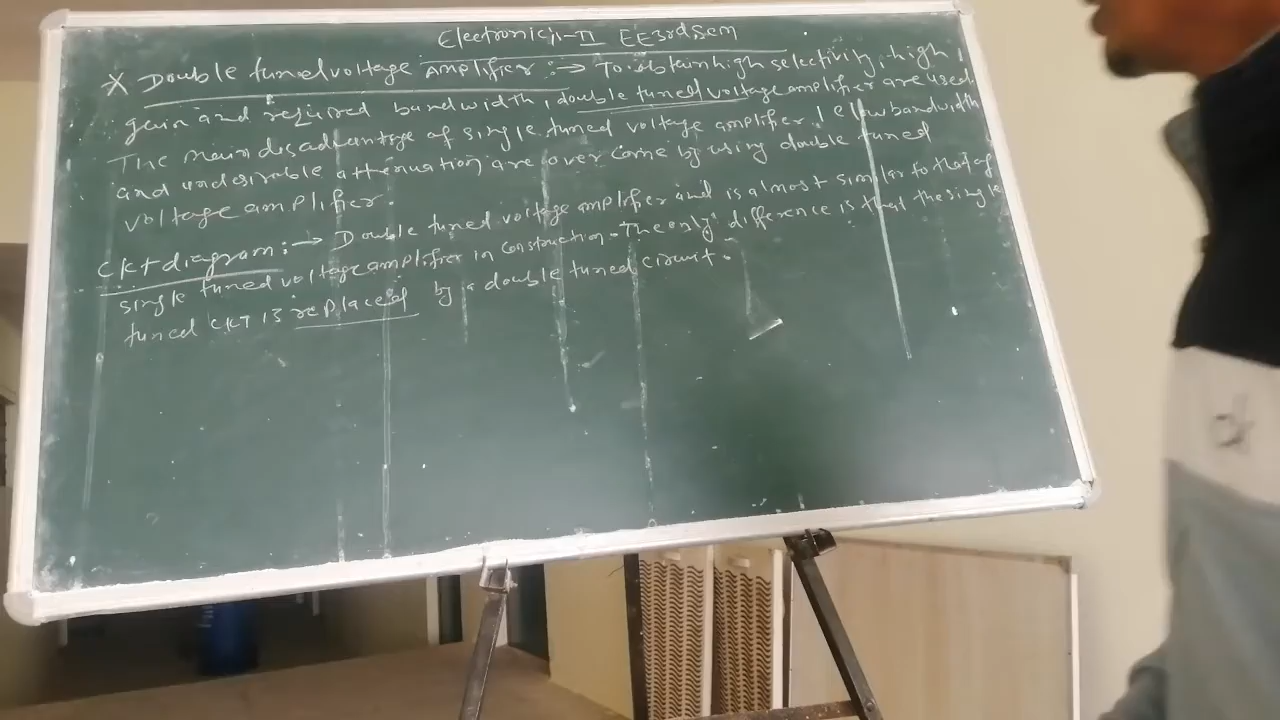 Electronics-II EE 3rd Sem
X Double tuned voltage Amplifier :→ To obtain high selectivity, high
gain and required bandwidth, double tuned voltage amplifier are used.
The main disadvantage of single tuned voltage amplifier, bandwidth
and undesirable attenuation are over come by using double tuned
voltage amplifier.
CKt diagram :→ Double tuned voltage amplifier and is almost similar to that of
single tuned voltage amplifier in construction. The only difference is that the single
tuned CKT is replaced by a double tuned circuit.